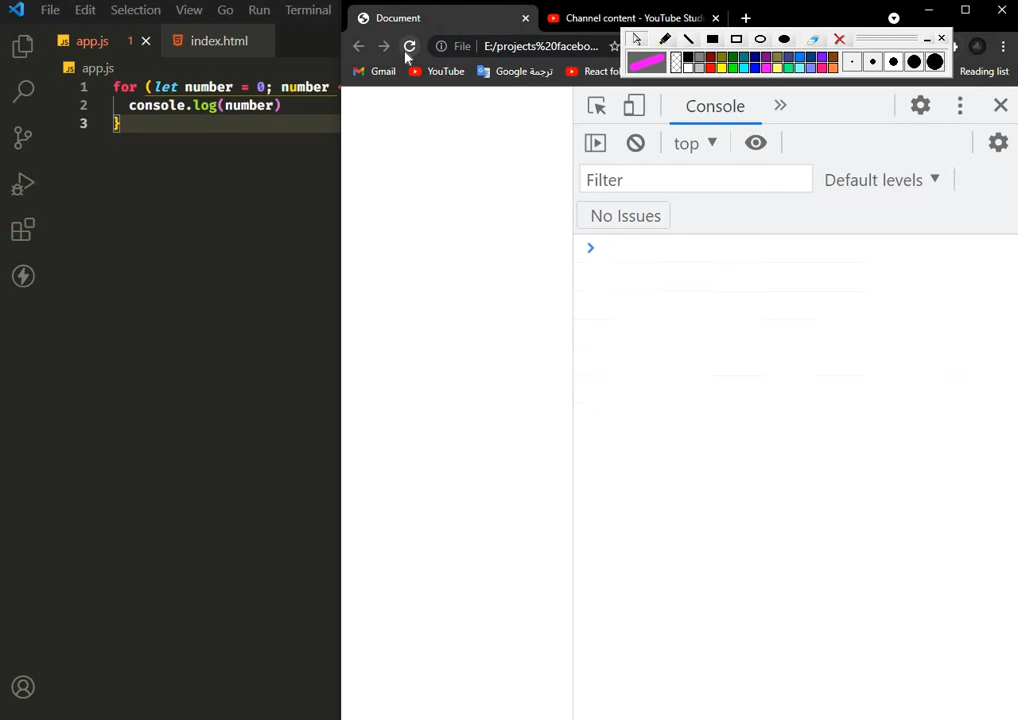 File Edit Selection View Go Run Terminal
app.js 1 index.html
app.js
1 for (let number = 0; number
2 console.log(number)
3 }
Document Channel content - YouTube Stud
File E:/projects%20facebo...
Gmail YouTube Google ترجمة React fo
Reading list
Console
top
Filter Default levels
No Issues